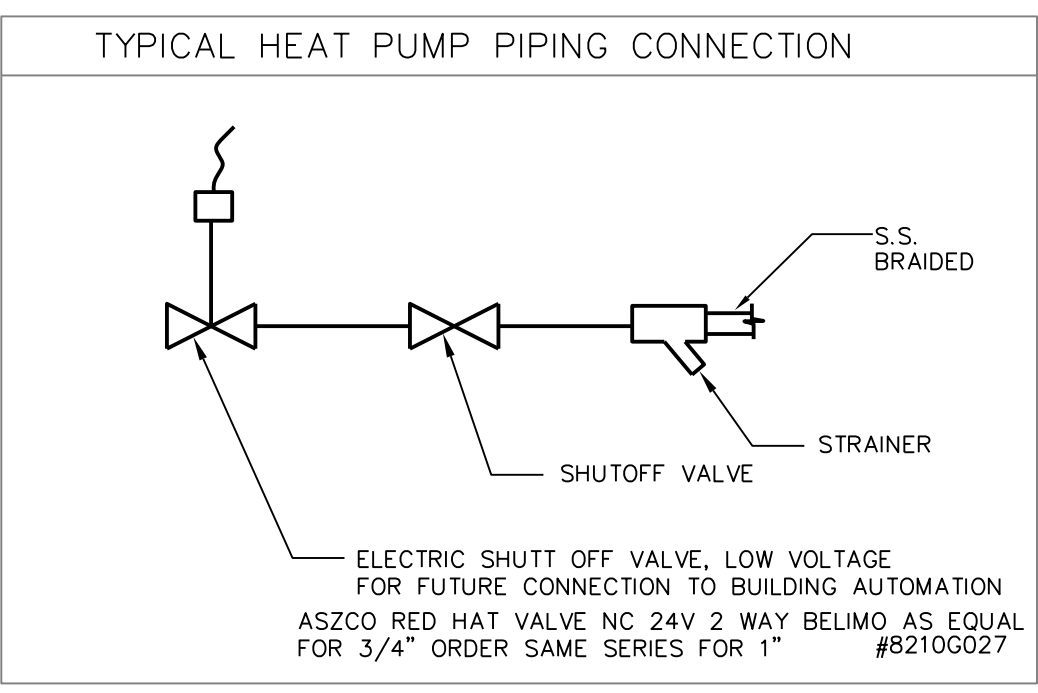 TYPICAL HEAT PUMP PIPING CONNECTION
S.S.
BRAIDED
STRAINER
SHUTOFF VALVE
ELECTRIC SHUTT OFF VALVE, LOW VOLTAGE
FOR FUTURE CONNECTION TO BUILDING AUTOMATION
ASZCO RED HAT VALVE NC 24V 2 WAY BELIMO AS EQUAL
FOR 3/4" ORDER SAME SERIES FOR 1" #8210G027